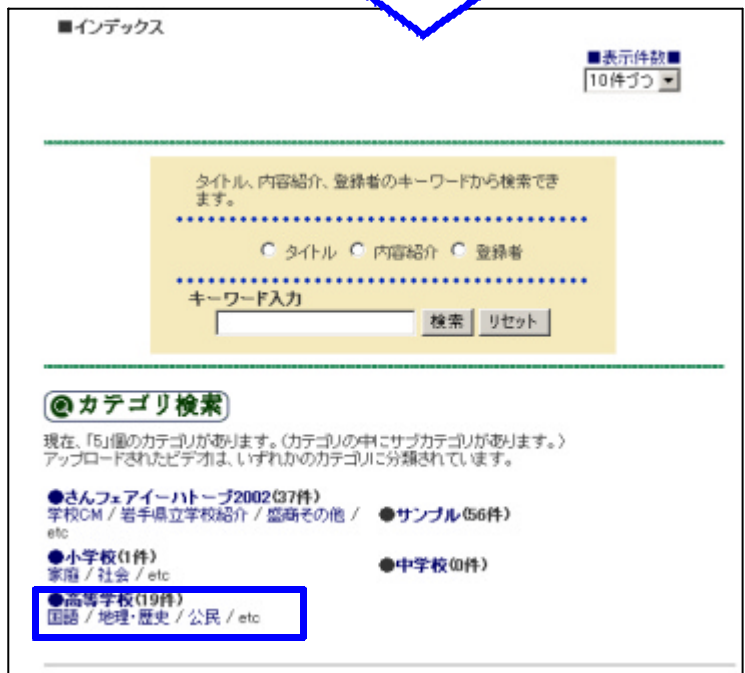 ■インデックス
■表示件数■
10件づつ
タイトル、内容紹介、登録者のキーワードから検索でき
ます。
タイトル 内容紹介 登録者
キーワード入力
検索 リセット
@カテゴリ検索
現在、「5」個のカテゴリがあります。(カテゴリの中にサブカテゴリがあります。)
アップロードされたビデオは、いずれかのカテゴリに分類されています。
●さんフェアイーハトーブ2002(37件)
学校CM / 岩手県立学校紹介 / 盛商その他 /
etc
●サンプル(56件)
●小学校(1件)
家庭 / 社会 / etc
●中学校(0件)
●高等学校(19件)
国語 / 地理・歴史 / 公民 / etc